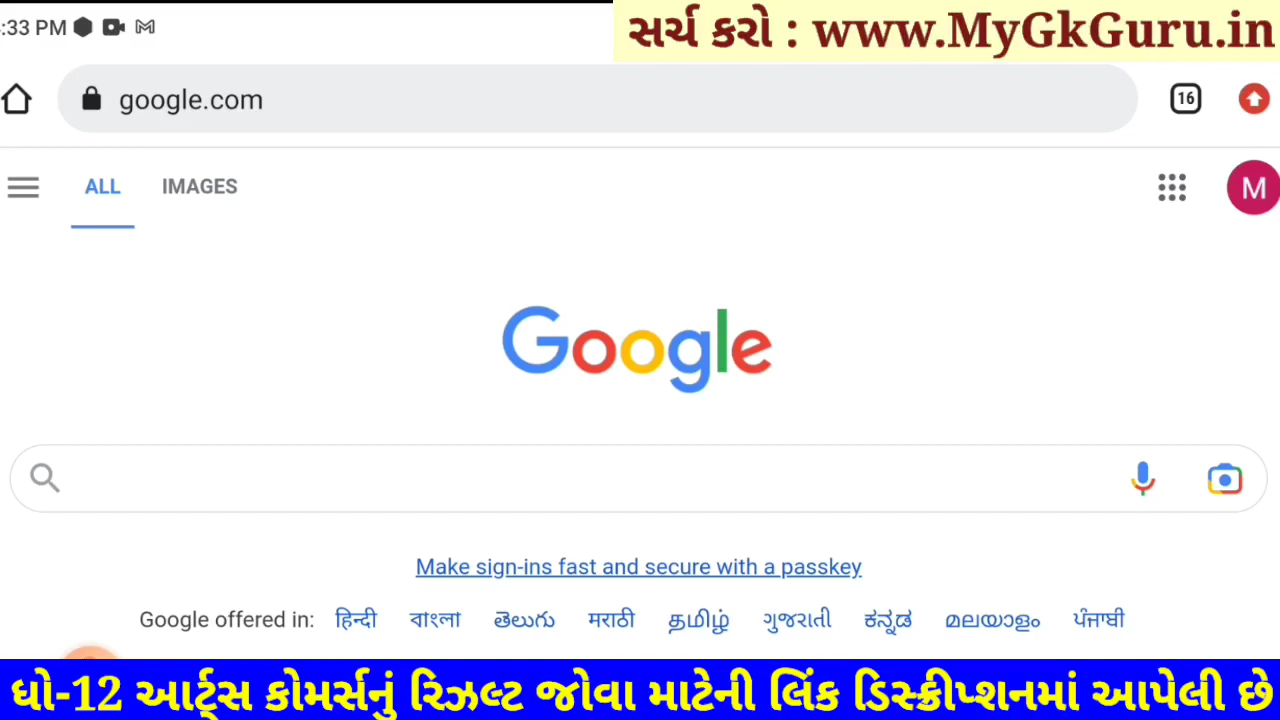 :33 PM
સર્ચ કરો : www.MyGkGuru.in
google.com
16
ALL IMAGES
M
Google
Make sign-ins fast and secure with a passkey
Google offered in: हिन्दी বাংলা తెలుగు मराठी தமிழ் ગુજરાતી ಕನ್ನಡ മലയാളം ਪੰਜਾਬੀ
ધો-12 આર્ટ્સ કોમર્સનું રિઝલ્ટ જોવા માટેની લિંક ડિસ્ક્રીપ્શનમાં આપેલી છે